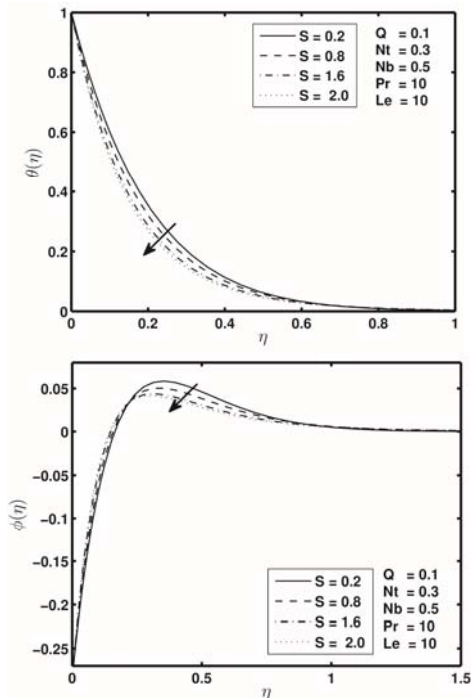 1
0.8
0.6
0.4
0.2
0
θ(η)
S = 0.2
S = 0.8
S = 1.6
S = 2.0
Q = 0.1
Nt = 0.3
Nb = 0.5
Pr = 10
Le = 10
0 0.2 0.4 0.6 0.8 1
η
0.05
0
−0.05
−0.1
−0.15
−0.2
−0.25
ϕ(η)
S = 0.2
S = 0.8
S = 1.6
S = 2.0
Q = 0.1
Nt = 0.3
Nb = 0.5
Pr = 10
Le = 10
0 0.5 1 1.5
η